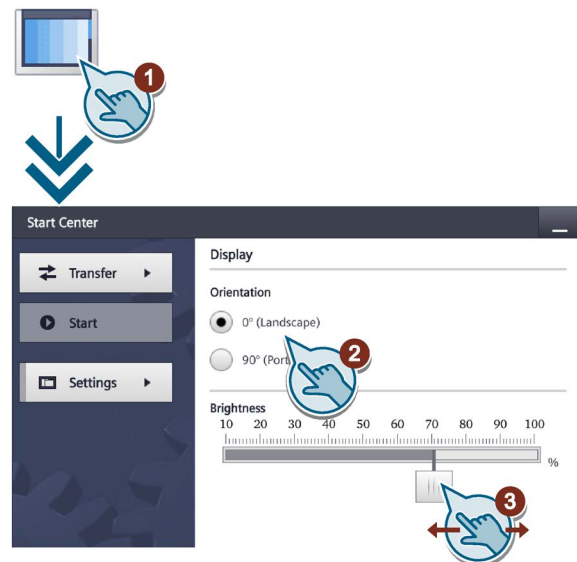 1
Start Center
Transfer
Start
Settings
Display
Orientation
0° (Landscape)
90° (Port
2
Brightness
10 20 30 40 50 60 70 80 90 100
%
3